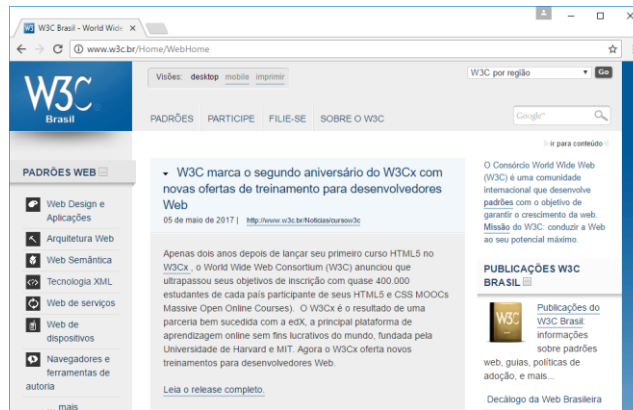 W3C Brasil - World Wide
www.w3c.br/Home/WebHome
W3C
Brasil
Visões: desktop mobile imprimir
W3C por região
Go
PADRÕES PARTICIPE FILIE-SE SOBRE O W3C
Google
ir para conteúdo
PADRÕES WEB
Web Design e
Aplicações
Arquitetura Web
Web Semântica
Tecnologia XML
Web de serviços
Web de
dispositivos
Navegadores e
ferramentas de
autoria
... mais
W3C marca o segundo aniversário do W3Cx com
novas ofertas de treinamento para desenvolvedores
Web
05 de maio de 2017 | http://www.w3c.br/Noticias/cursow3c
Apenas dois anos depois de lançar seu primeiro curso HTML5 no
W3Cx , o World Wide Web Consortium (W3C) anunciou que
ultrapassou seus objetivos de inscrição com quase 400.000
estudantes de cada país participante de seus HTML5 e CSS MOOCs
Massive Open Online Courses). O W3Cx é o resultado de uma
parceria bem sucedida com a edX, a principal plataforma de
aprendizagem online sem fins lucrativos do mundo, fundada pela
Universidade de Harvard e MIT. Agora o W3Cx oferta novos
treinamentos para desenvolvedores Web.
Leia o release completo.
O Consórcio World Wide Web
(W3C) é uma comunidade
internacional que desenvolve
padrões com o objetivo de
garantir o crescimento da web.
Missão do W3C: conduzir a Web
ao seu potencial máximo.
PUBLICAÇÕES W3C
BRASIL
W3C
Publicações do
W3C Brasil:
informações
sobre padrões
web, guias, políticas de
adoção, e mais...
Decálogo da Web Brasileira